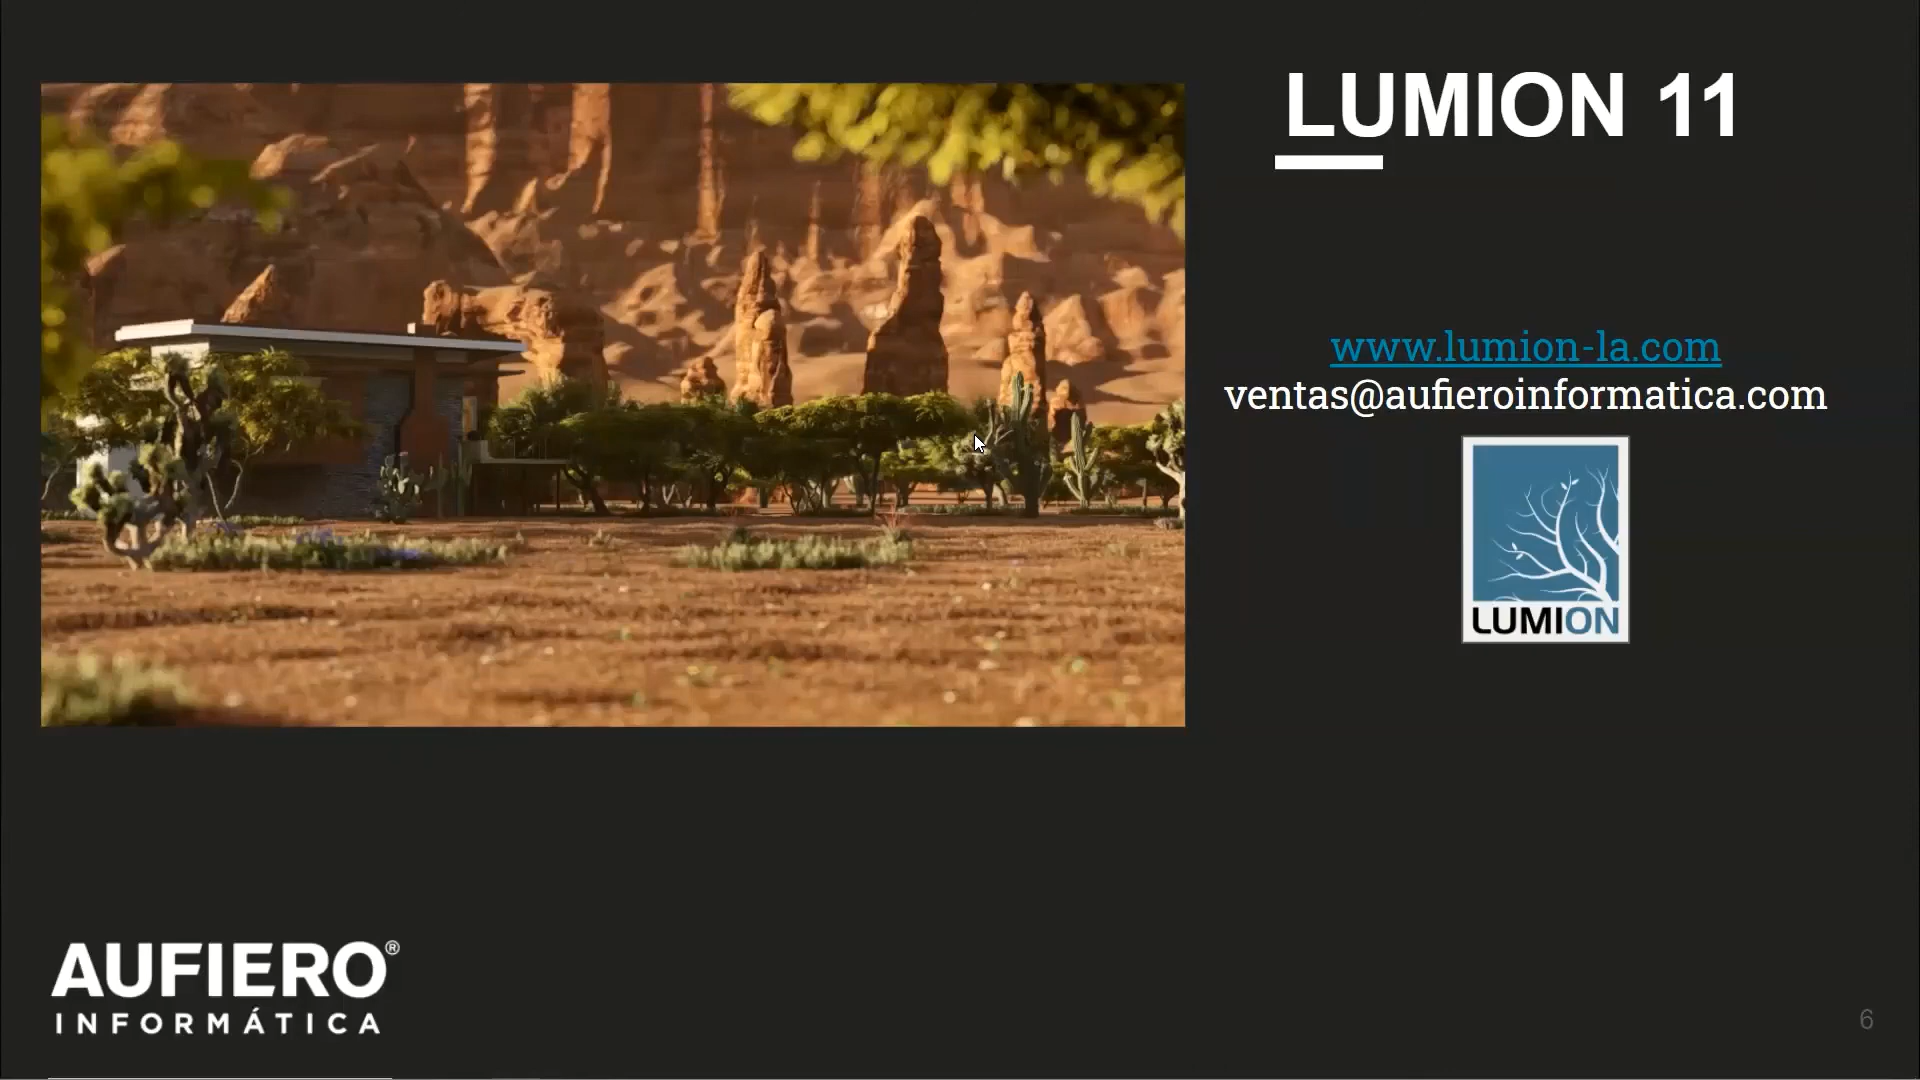 LUMION 11
www.lumion-la.com
ventas@aufieroinformatica.com
LUMION
AUFIERO®
INFORMÁTICA
6